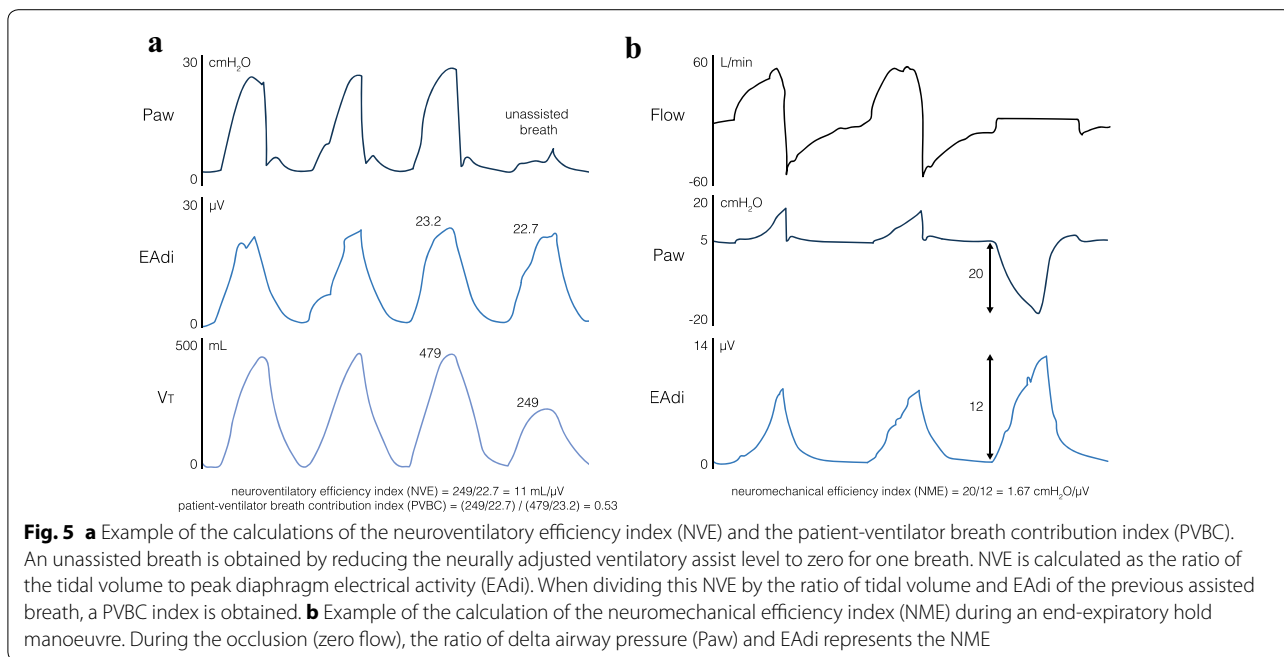 a
30
cmH₂O
Paw
unassisted
breath
0
30
µV
23.2
22.7
EAdi
0
500
mL
479
249
VT
0
neuroventilatory efficiency index (NVE) = 249/22.7 = 11 mL/µV
patient-ventilator breath contribution index (PVBC) = (249/22.7) / (479/23.2) = 0.53
b
60
L/min
Flow
-60
20
cmH₂O
5
Paw
20
-20
14
µV
EAdi
12
0
neuromechanical efficiency index (NME) = 20/12 = 1.67 cmH₂O/µV
Fig. 5 a Example of the calculations of the neuroventilatory efficiency index (NVE) and the patient-ventilator breath contribution index (PVBC).
An unassisted breath is obtained by reducing the neurally adjusted ventilatory assist level to zero for one breath. NVE is calculated as the ratio of
the tidal volume to peak diaphragm electrical activity (EAdi). When dividing this NVE by the ratio of tidal volume and EAdi of the previous assisted
breath, a PVBC index is obtained. b Example of the calculation of the neuromechanical efficiency index (NME) during an end-expiratory hold
manoeuvre. During the occlusion (zero flow), the ratio of delta airway pressure (Paw) and EAdi represents the NME